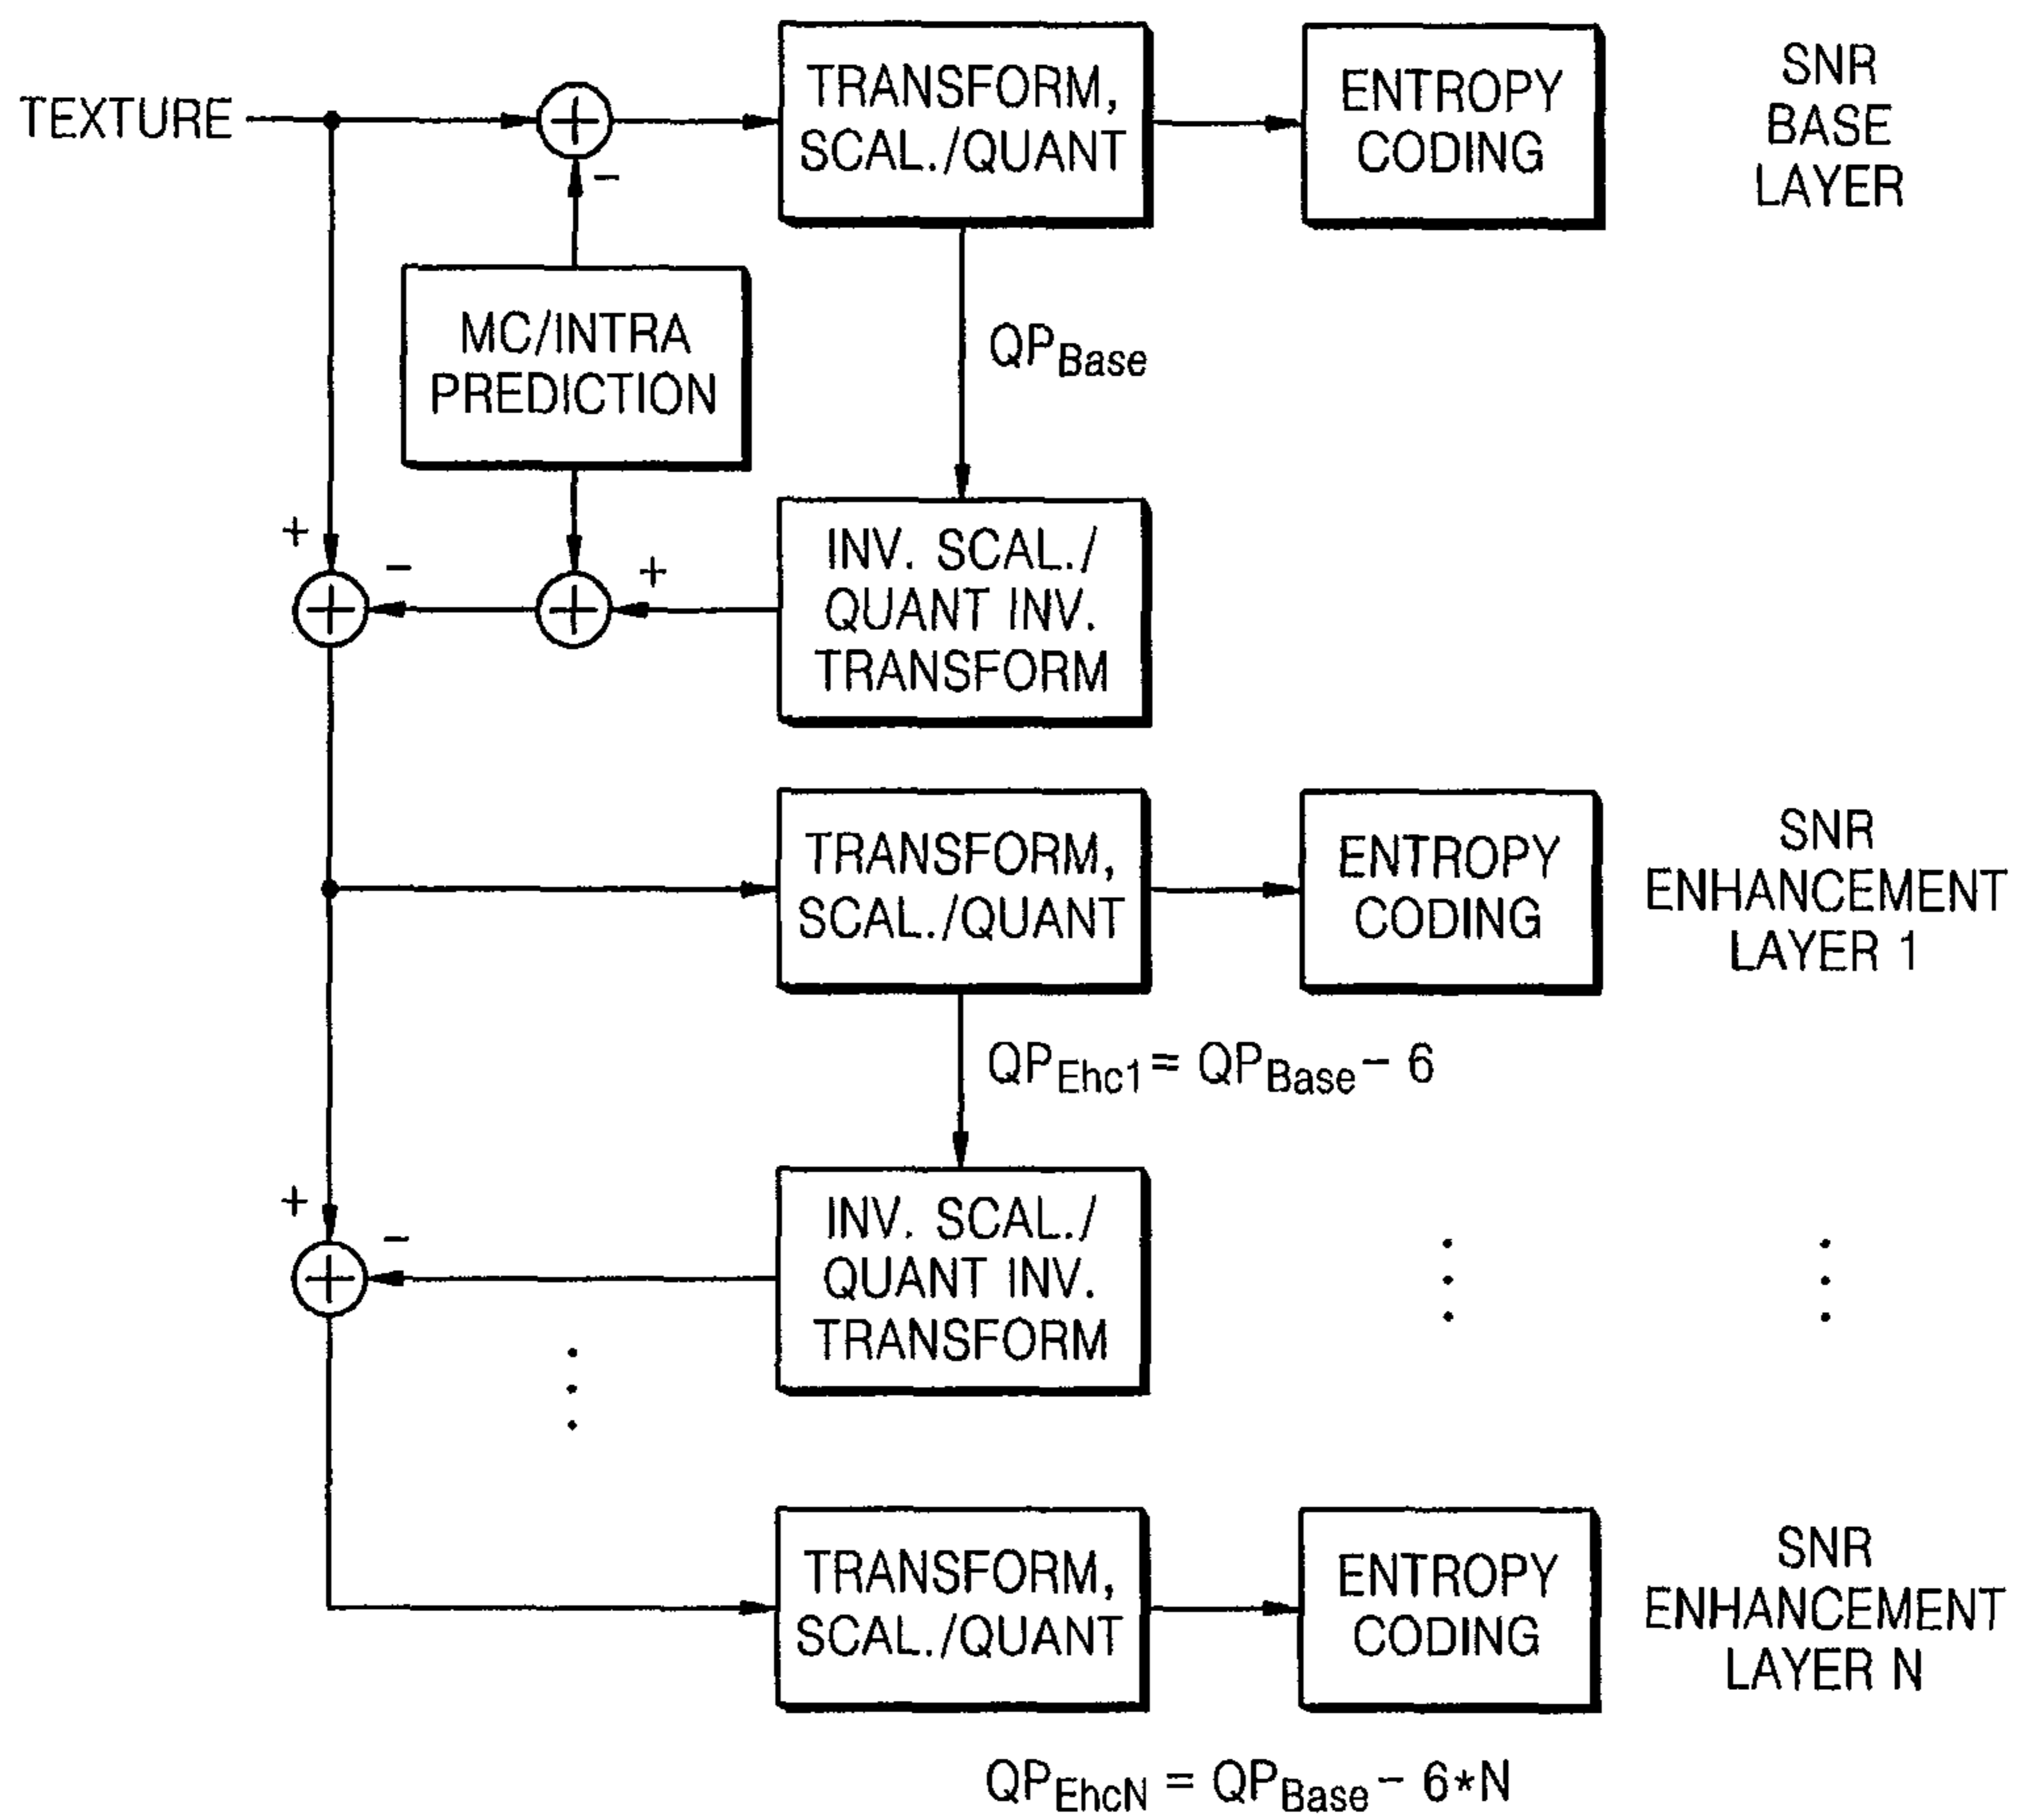 TEXTURE
TRANSFORM,
SCAL./QUANT
ENTROPY
CODING
SNR
BASE
LAYER
-
MC/INTRA
PREDICTION
QPBase
+
-
+
INV. SCAL./
QUANT INV.
TRANSFORM
TRANSFORM,
SCAL./QUANT
ENTROPY
CODING
SNR
ENHANCEMENT
LAYER 1
QPEhc1 = QPBase - 6
+
-
INV. SCAL./
QUANT INV.
TRANSFORM
TRANSFORM,
SCAL./QUANT
ENTROPY
CODING
SNR
ENHANCEMENT
LAYER N
QPEhcN = QPBase - 6*N